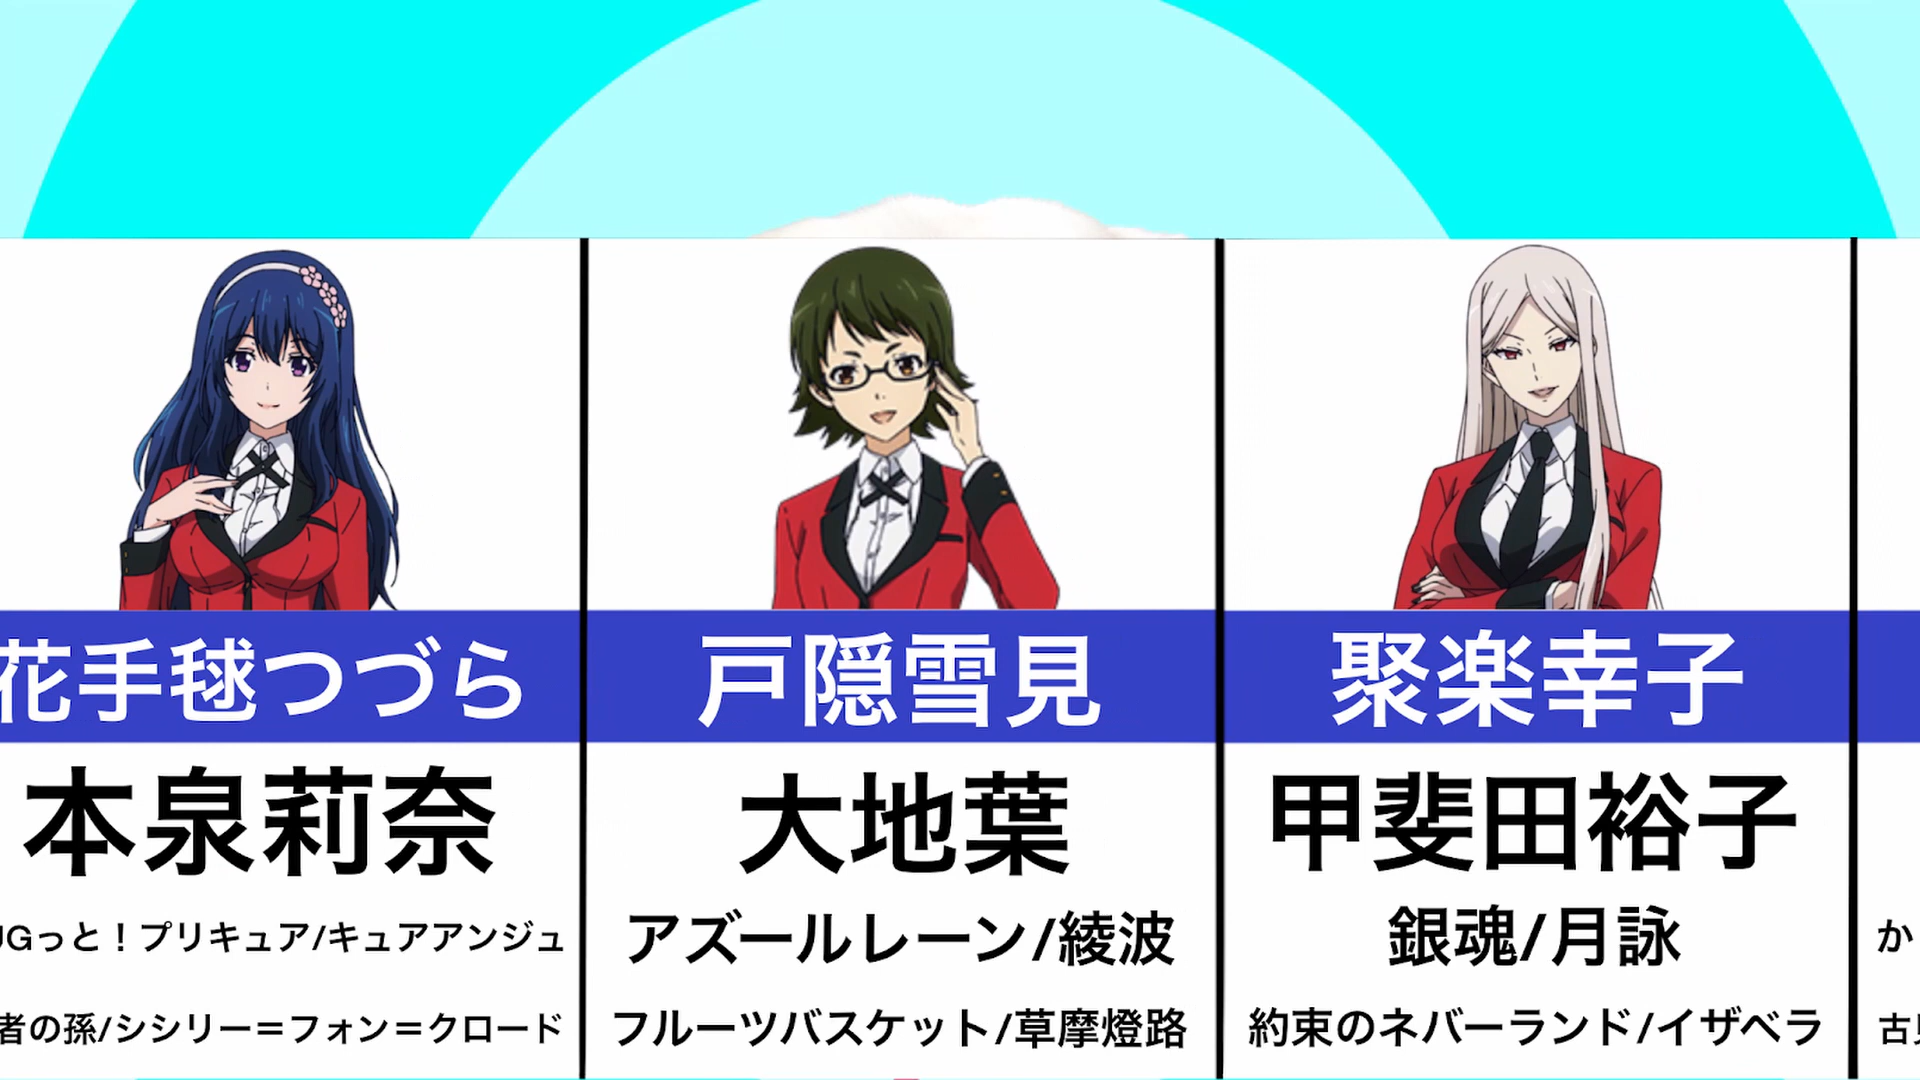 花手毬つづら
本泉莉奈
UGっと！プリキュア/キュアアンジュ
者の孫/シシリー＝フォン＝クロード
戸隠雪見
大地葉
アズールレーン/綾波
フルーツバスケット/草摩燈路
聚楽幸子
甲斐田裕子
銀魂/月詠
約束のネバーランド/イザベラ
か
古